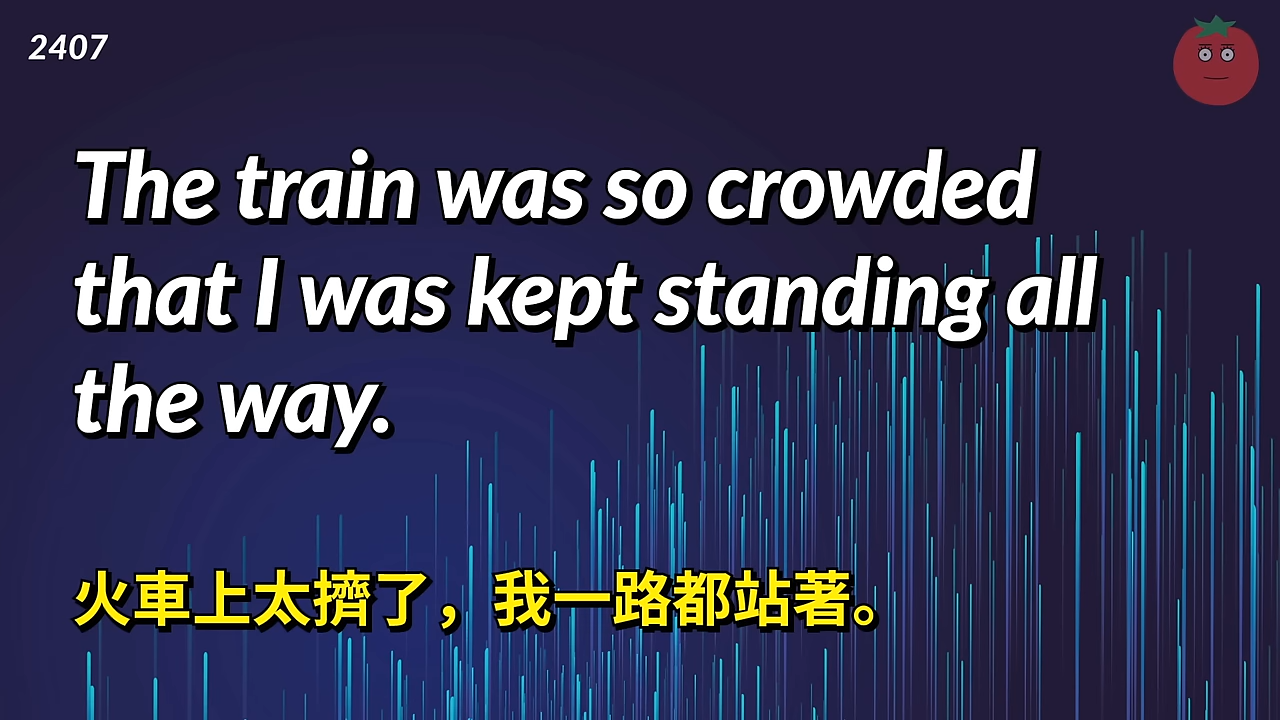 2407
The train was so crowded
that I was kept standing all
the way.
火車上太擠了，我一路都站著。